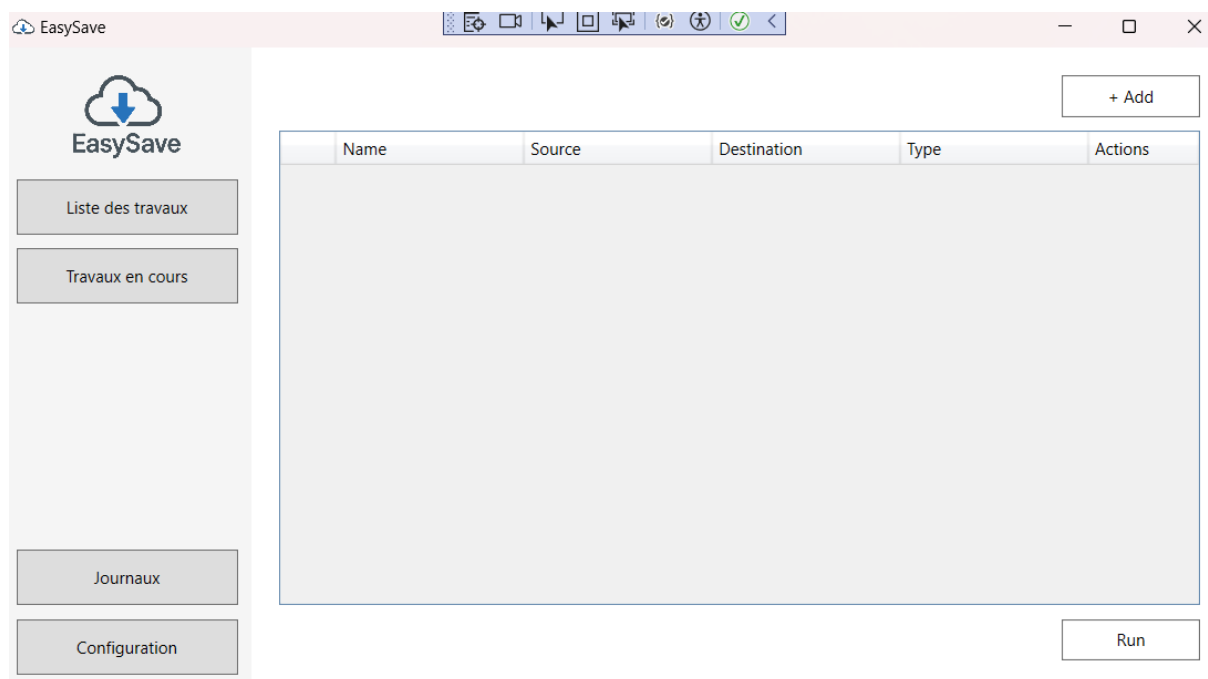 EasySave
EasySave
+ Add
Name Source Destination Type Actions
Liste des travaux
Travaux en cours
Journaux
Configuration
Run